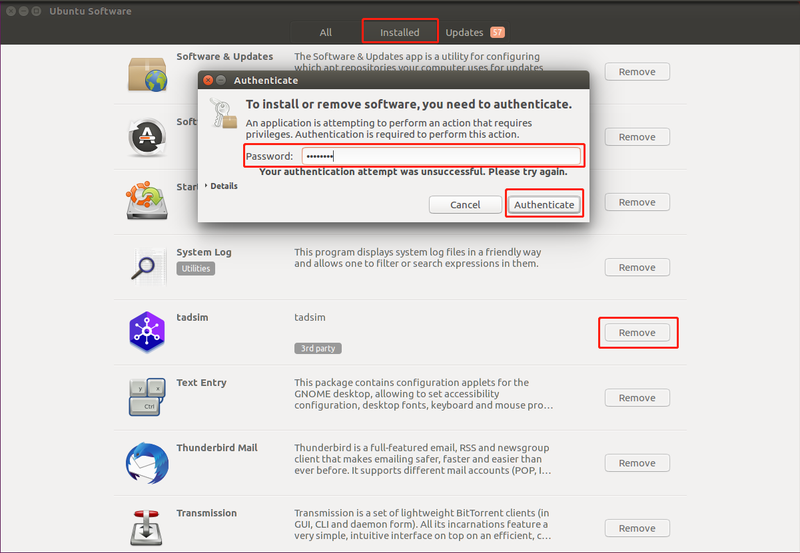 Ubuntu Software
All
Installed
Updates 57
Software & Updates
The Software & Updates app is a utility for configuring
which apt repositories your computer uses for updates
Remove
Authenticate
To install or remove software, you need to authenticate.
An application is attempting to perform an action that requires
privileges. Authentication is required to perform this action.
Password:
Your authentication attempt was unsuccessful. Please try again.
Details
Cancel
Authenticate
Remove
Remove
System Log
Utilities
This program displays system log files in a friendly way
and allows one to filter or search expressions in them.
Remove
tadsim
tadsim
3rd party
Remove
Text Entry
y x
Ctrl
This package contains configuration applets for the
GNOME desktop, allowing to set accessibility
configuration, desktop fonts, keyboard and mouse pro…
Remove
Thunderbird Mail
Thunderbird is a full-featured email, RSS and newsgroup
client that makes emailing safer, faster and easier than
ever before. It supports different mail accounts (POP, I…
Remove
Transmission
Transmission is a set of lightweight BitTorrent clients (in
GUI, CLI and daemon form). All its incarnations feature a
very simple, intuitive interface on top on an efficient, c…
Remove